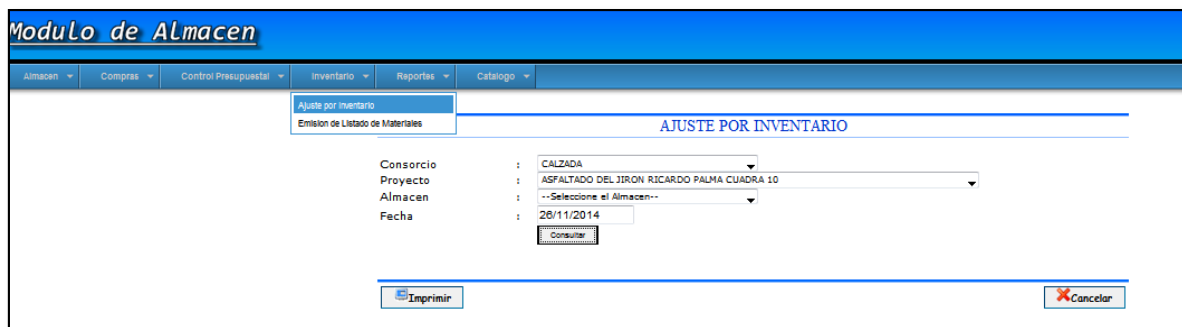 Modulo de Almacen
Almacen Compras Control Presupuestal Inventario Reportes Catalogo
Ajuste por Inventario
Emision de Listado de Materiales
AJUSTE POR INVENTARIO
Consorcio : CALZADA
Proyecto : ASFALTADO DEL JIRON RICARDO PALMA CUADRA 10
Almacen : --Seleccione el Almacen--
Fecha : 26/11/2014
Consultar
Imprimir Cancelar